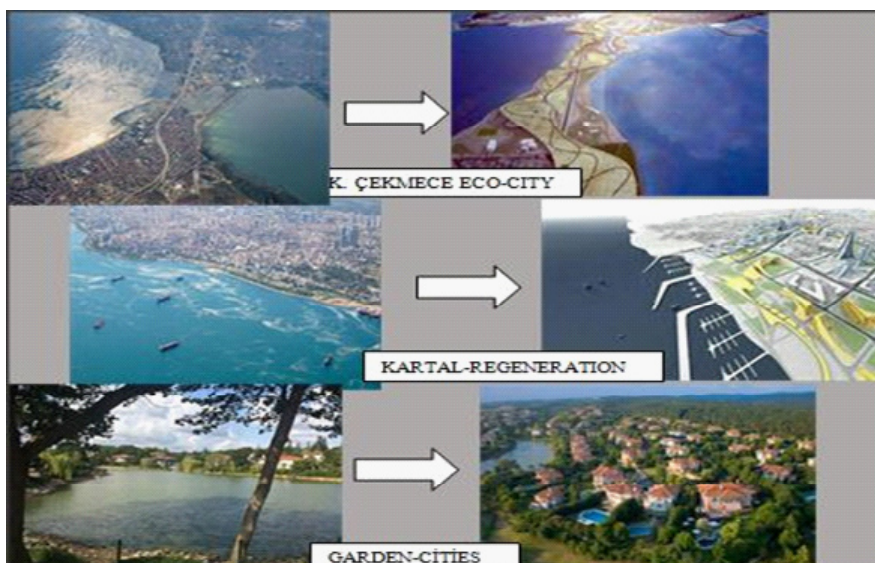 K. ÇEKMECE ECO-CITY
KARTAL-REGENERATION
GARDEN-CİTİES